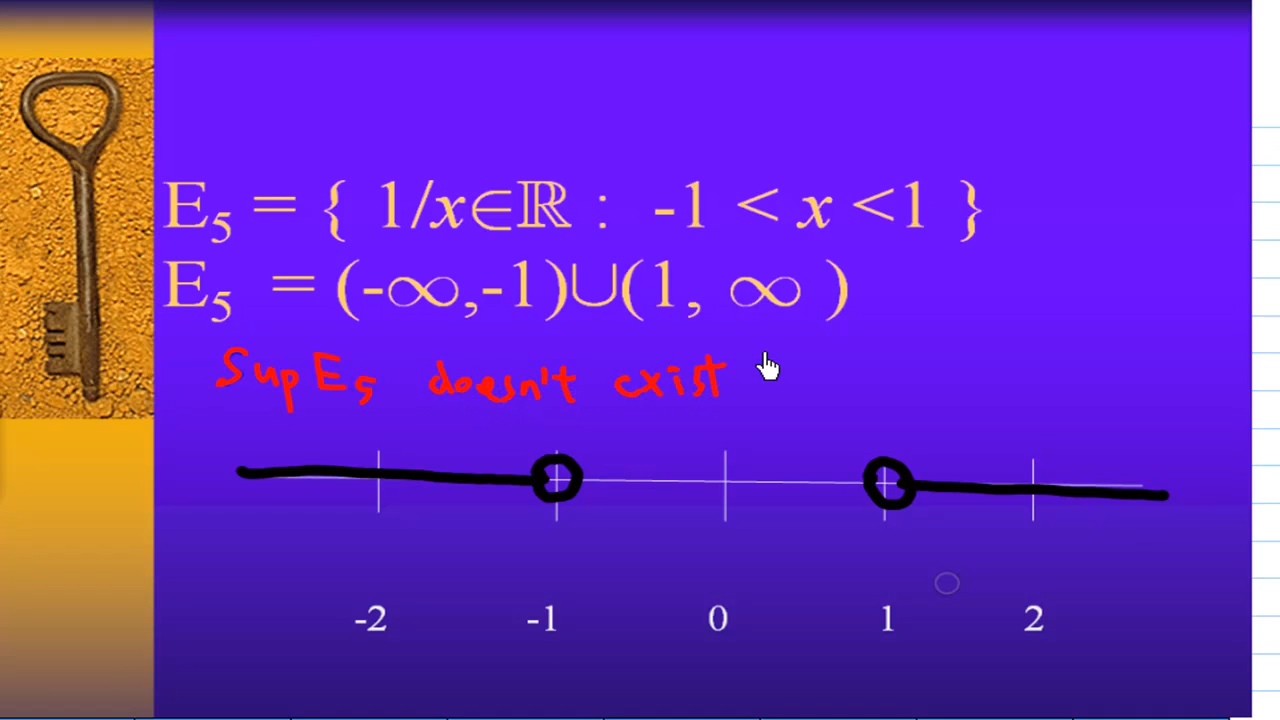 E₅ = { 1/x∈ℝ : -1 < x <1 }
E₅ = (-∞,-1)∪(1, ∞ )
Sup E₅ doesn't exist
-2 -1 0 1 2